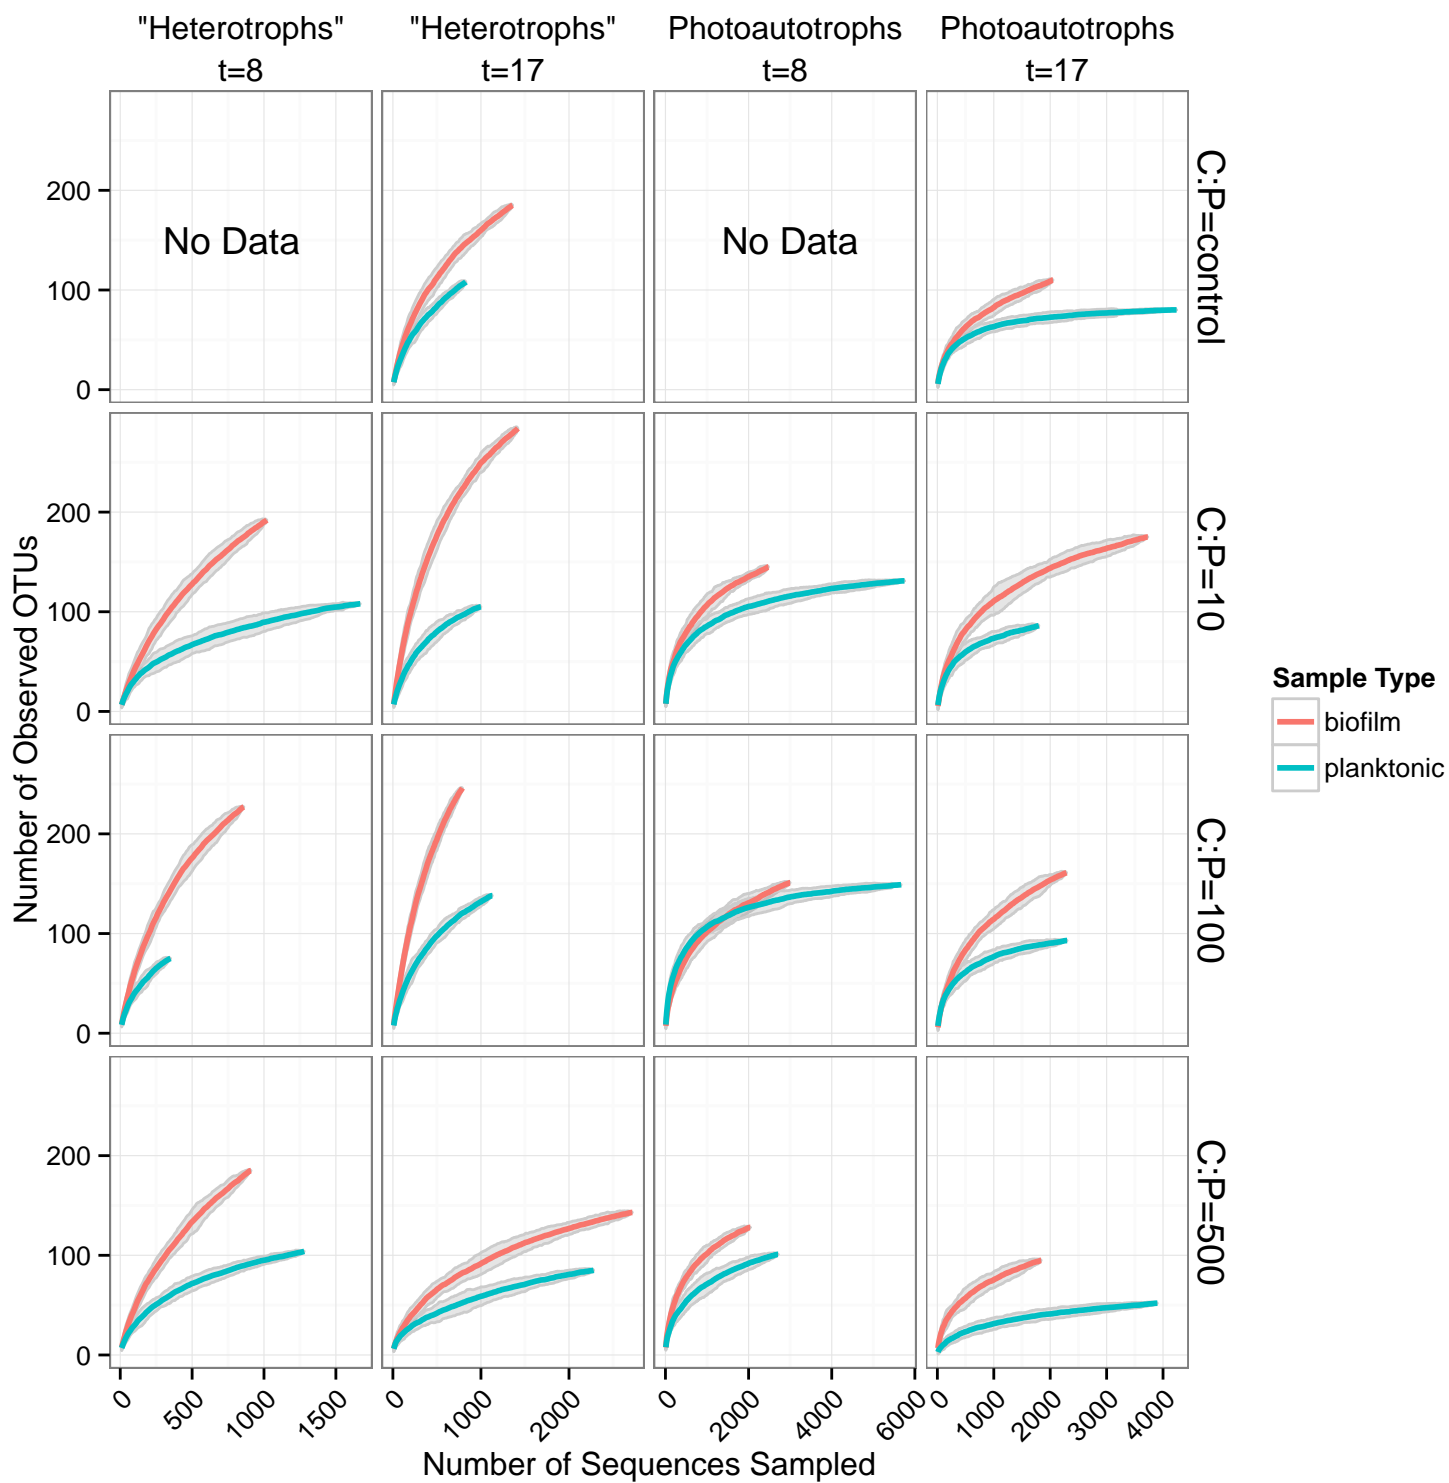 "Heterotrophs" "Heterotrophs" Photoautotrophs Photoautotrophs
t=8 t=17 t=8 t=17
Number of Observed OTUs
200
No Data No Data
100
0
C:P=control
200
100
0
C:P=10
200
100
0
C:P=100
200
100
0
C:P=500
0 500 1000 1500 0 1000 2000 0 2000 4000 6000 0 1000 2000 3000 4000
Number of Sequences Sampled
Sample Type
biofilm
planktonic